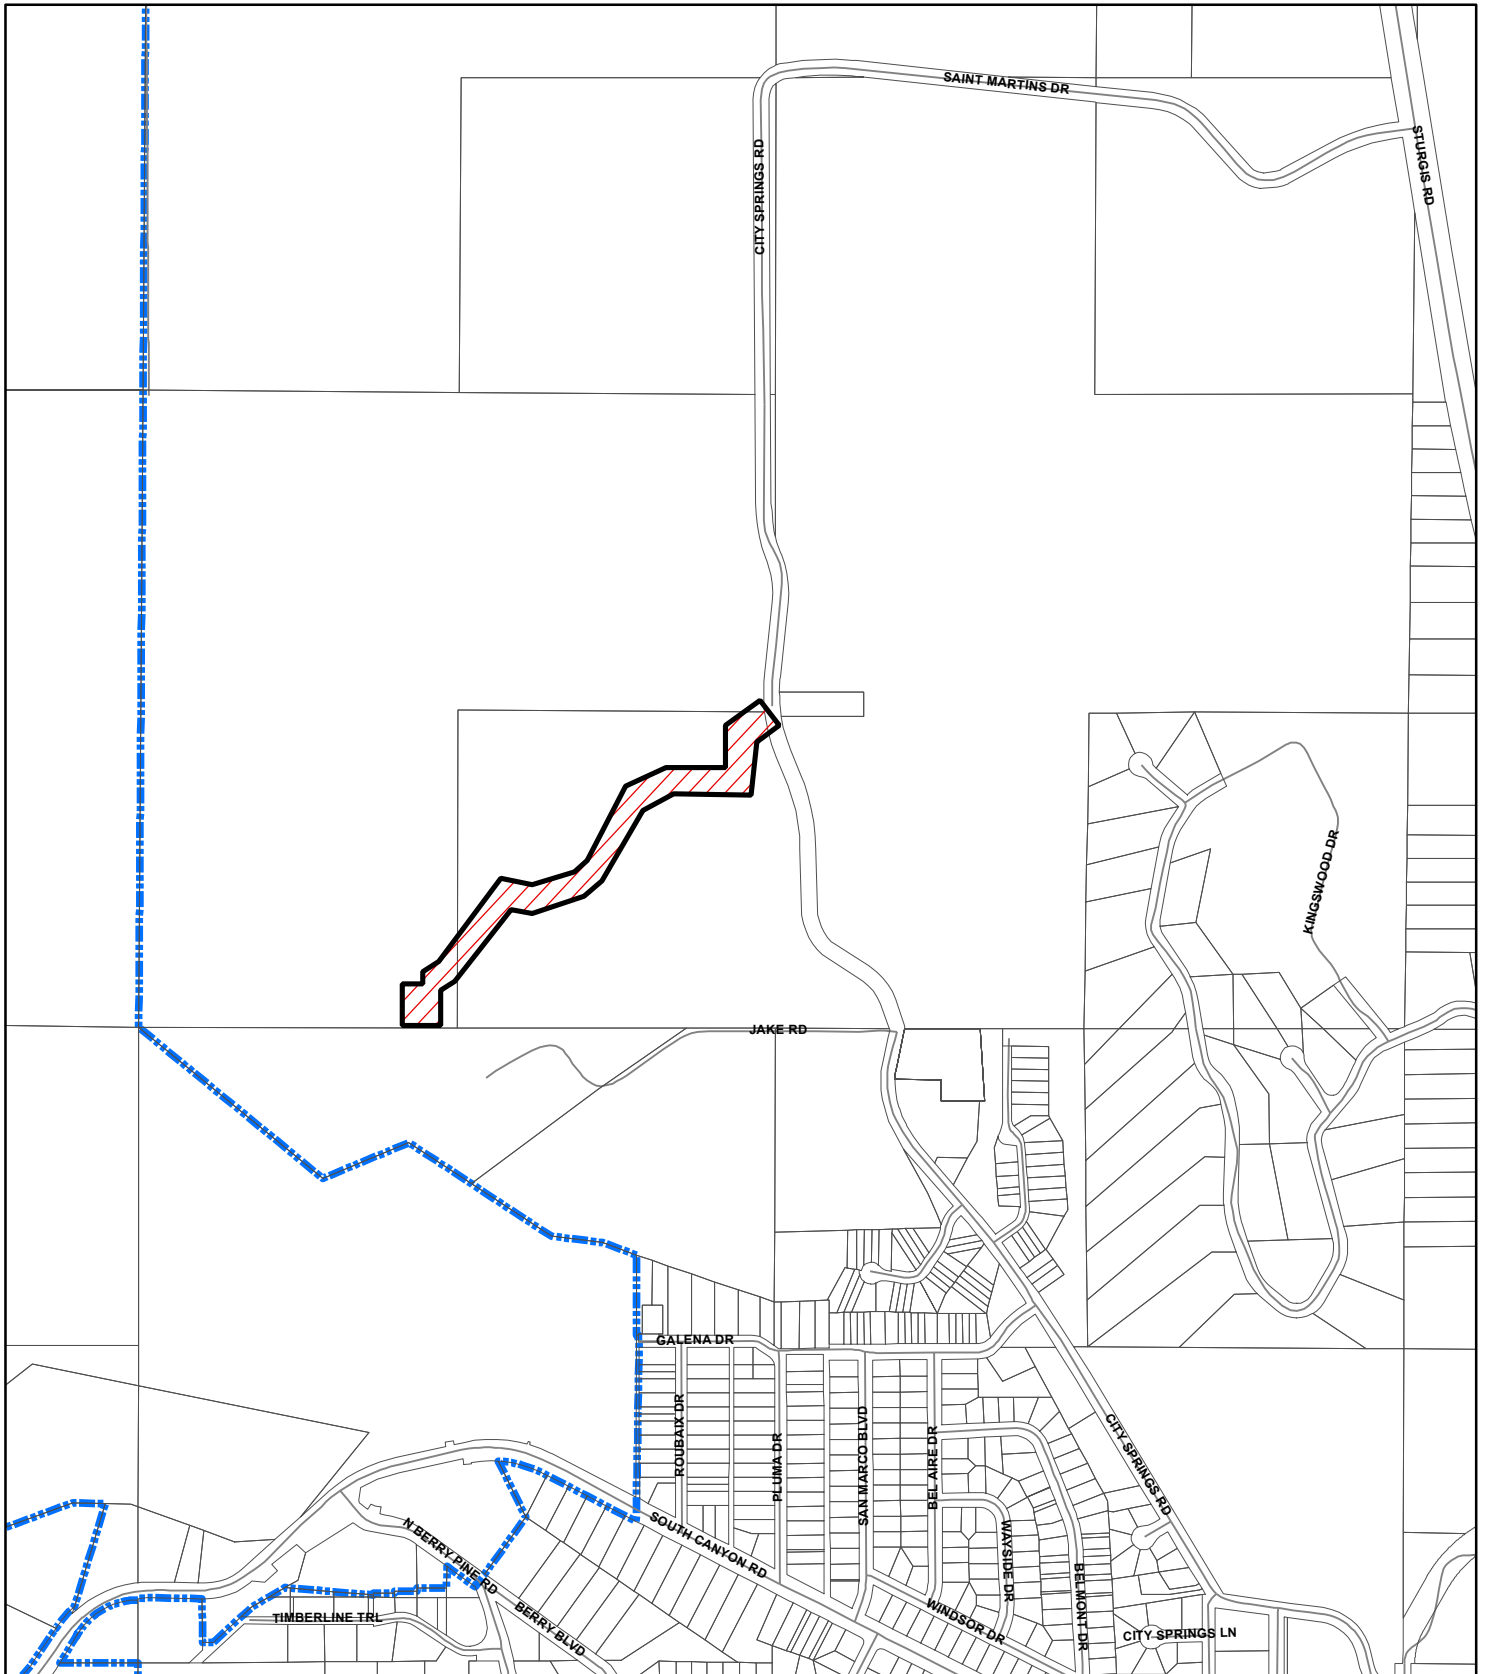 SAINT MARTINS DR
CITY SPRINGS RD
STURGIS RD
KINGSWOOD DR
JAKE RD
GALENA DR
ROUBAIX DR
PLUMA DR
SAN MARCO BLVD
BEL AIRE DR
CITY SPRINGS RD
SOUTH CANYON RD
N BERRY PINE RD
WAYSIDE DR
BELMONT DR
TIMBERLINE TRL
BERRY BLVD
WINDSOR DR
CITY SPRINGS LN